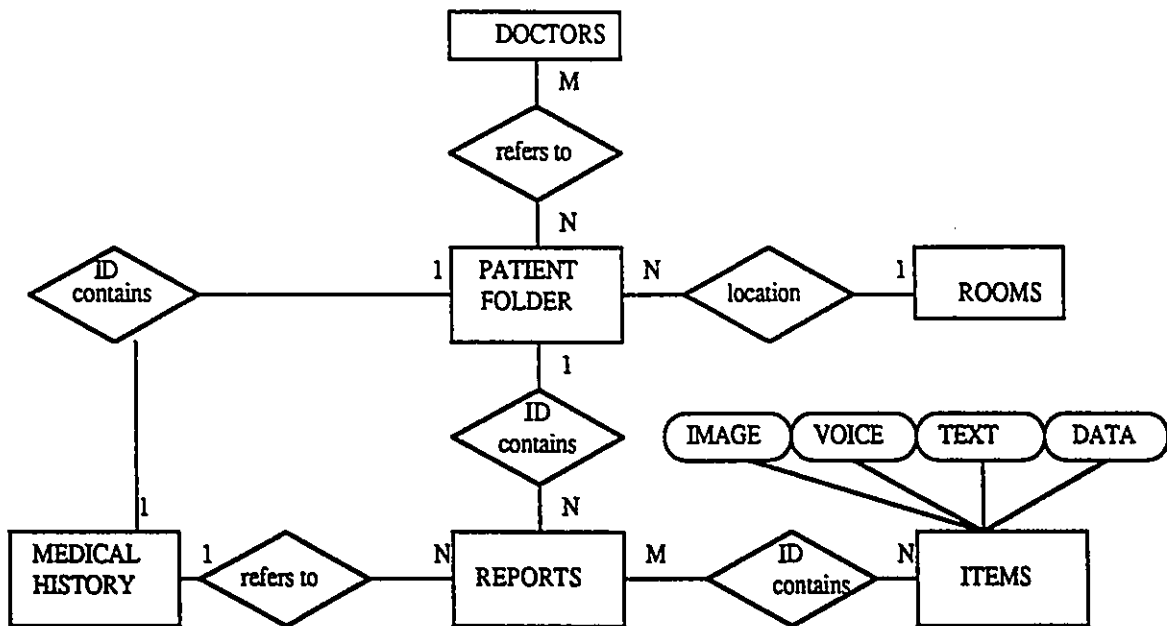 DOCTORS
M
refers to
N
ID
contains
1
PATIENT
FOLDER
N
location
1
ROOMS
1
ID
contains
N
IMAGE
VOICE
TEXT
DATA
1
MEDICAL
HISTORY
1
refers to
N
REPORTS
M
ID
contains
N
ITEMS